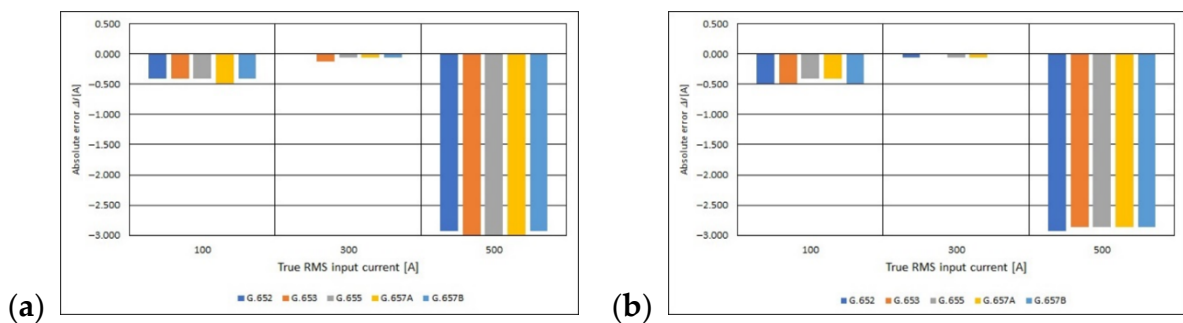 0.500
0.000
−0.500
−1.000
−1.500
−2.000
−2.500
−3.000
Absolute error ΔI[A]
100 300 500
True RMS input current [A]
G.652 G.653 G.655 G.657A G.657B
(a)
0.500
0.000
−0.500
−1.000
−1.500
−2.000
−2.500
−3.000
Absolute error ΔI[A]
100 300 500
True RMS input current [A]
G.652 G.653 G.655 G.657A G.657B
(b)